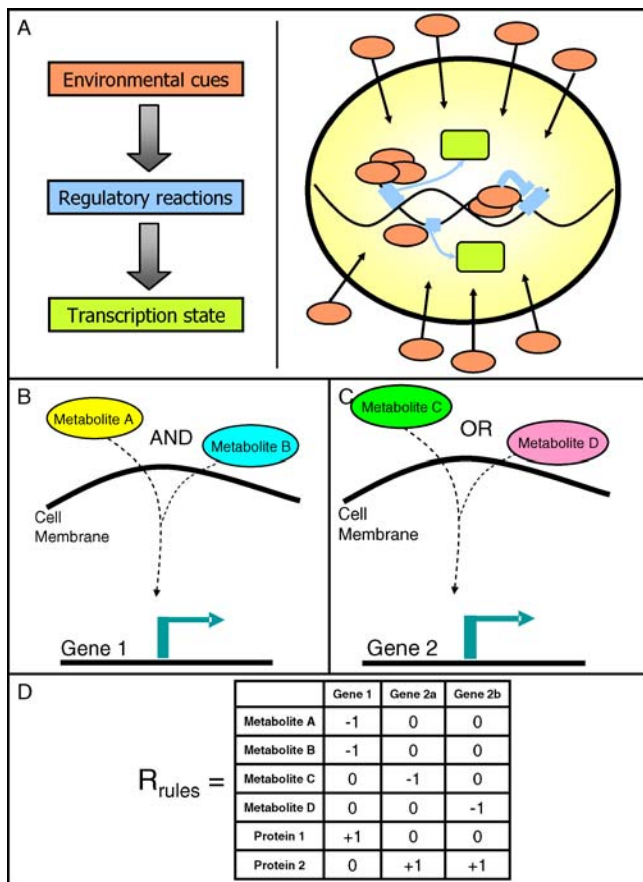 A
Environmental cues
Regulatory reactions
Transcription state
B
Metabolite A
AND
Metabolite B
Cell
Membrane
Gene 1
C
Metabolite C
OR
Metabolite D
Cell
Membrane
Gene 2
D
Rrules =
Gene 1 Gene 2a Gene 2b
Metabolite A -1 0 0
Metabolite B -1 0 0
Metabolite C 0 -1 0
Metabolite D 0 0 -1
Protein 1 +1 0 0
Protein 2 0 +1 +1